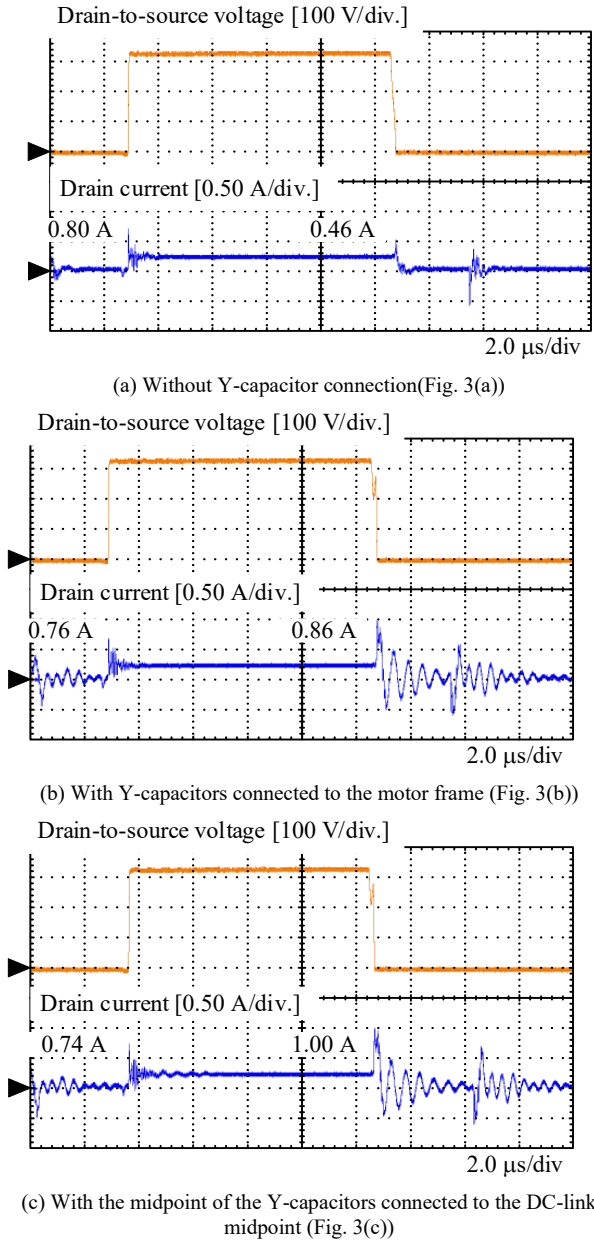 Drain-to-source voltage [100 V/div.]
Drain current [0.50 A/div.]
0.80 A 0.46 A
2.0 μs/div
(a) Without Y-capacitor connection(Fig. 3(a))
Drain-to-source voltage [100 V/div.]
Drain current [0.50 A/div.]
0.76 A 0.86 A
2.0 μs/div
(b) With Y-capacitors connected to the motor frame (Fig. 3(b))
Drain-to-source voltage [100 V/div.]
Drain current [0.50 A/div.]
0.74 A 1.00 A
2.0 μs/div
(c) With the midpoint of the Y-capacitors connected to the DC-link
midpoint (Fig. 3(c))